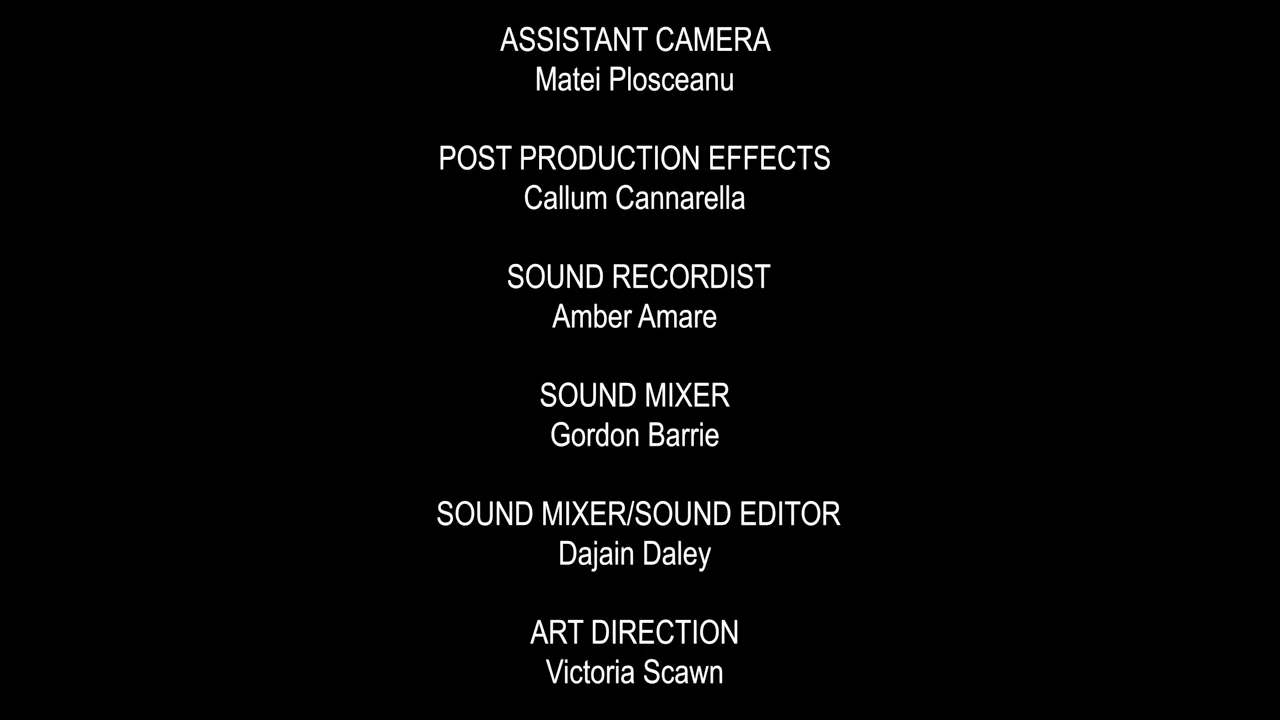 ASSISTANT CAMERA
Matei Plosceanu
POST PRODUCTION EFFECTS
Callum Cannarella
SOUND RECORDIST
Amber Amare
SOUND MIXER
Gordon Barrie
SOUND MIXER/SOUND EDITOR
Dajain Daley
ART DIRECTION
Victoria Scawn